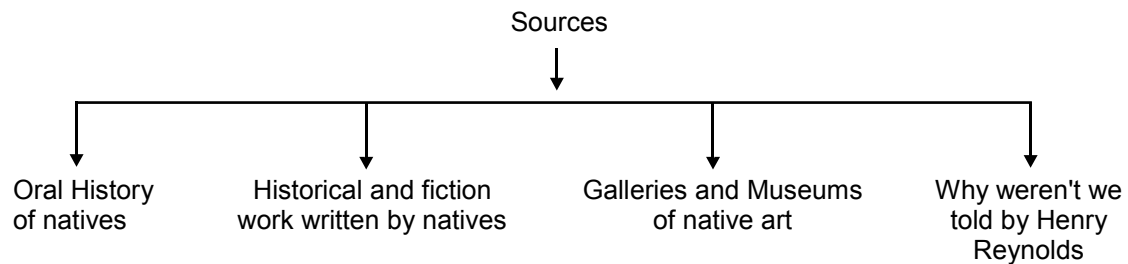 Sources
Oral History
of natives
Historical and fiction
work written by natives
Galleries and Museums
of native art
Why weren't we
told by Henry
Reynolds